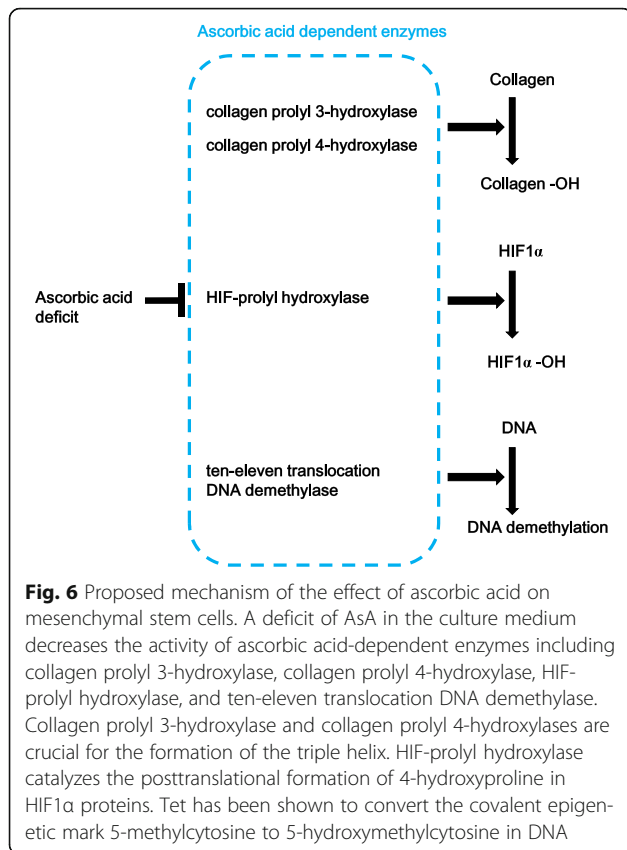 Ascorbic acid dependent enzymes
collagen prolyl 3-hydroxylase
collagen prolyl 4-hydroxylase
Collagen
Collagen -OH
Ascorbic acid
deficit
HIF-prolyl hydroxylase
HIF1α
HIF1α -OH
ten-eleven translocation
DNA demethylase
DNA
DNA demethylation
Fig. 6 Proposed mechanism of the effect of ascorbic acid on
mesenchymal stem cells. A deficit of AsA in the culture medium
decreases the activity of ascorbic acid-dependent enzymes including
collagen prolyl 3-hydroxylase, collagen prolyl 4-hydroxylase, HIF-
prolyl hydroxylase, and ten-eleven translocation DNA demethylase.
Collagen prolyl 3-hydroxylase and collagen prolyl 4-hydroxylases are
crucial for the formation of the triple helix. HIF-prolyl hydroxylase
catalyzes the posttranslational formation of 4-hydroxyproline in
HIF1α proteins. Tet has been shown to convert the covalent epigen-
etic mark 5-methylcytosine to 5-hydroxymethylcytosine in DNA